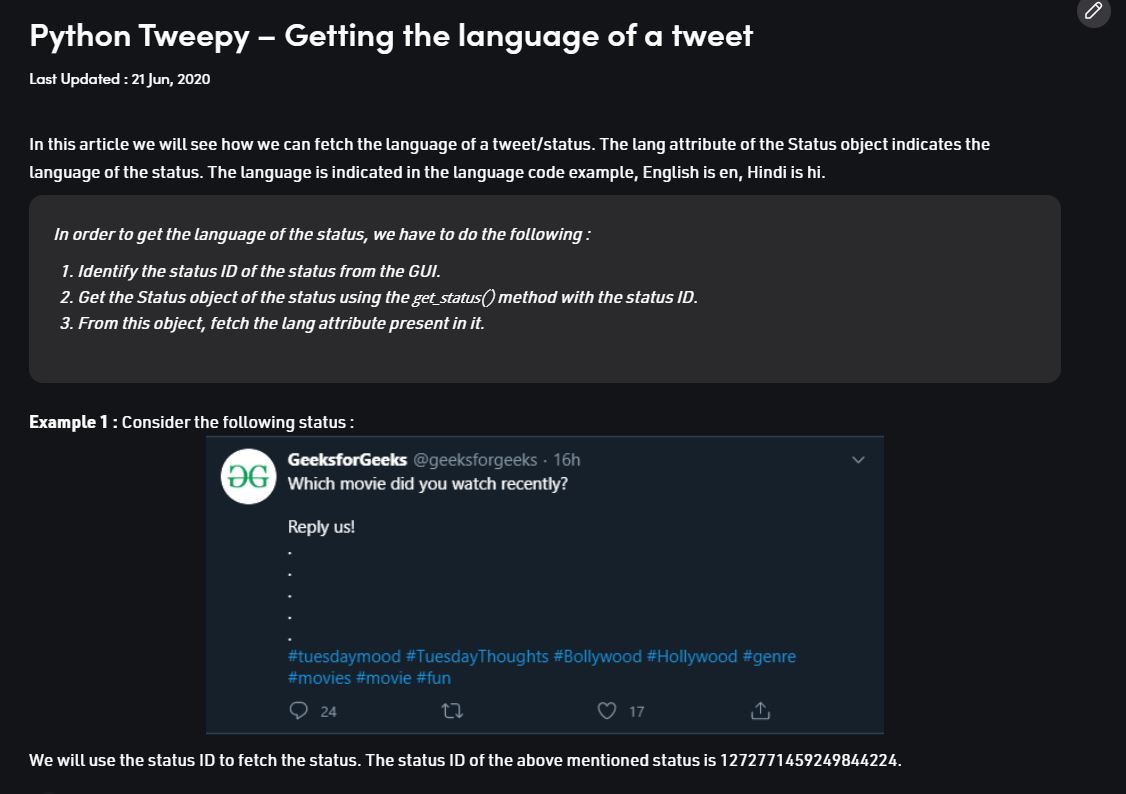 Python Tweepy – Getting the language of a tweet
Last Updated : 21 Jun, 2020
In this article we will see how we can fetch the language of a tweet/status. The lang attribute of the Status object indicates the
language of the status. The language is indicated in the language code example, English is en, Hindi is hi.
In order to get the language of the status, we have to do the following :
1. Identify the status ID of the status from the GUI.
2. Get the Status object of the status using the get_status() method with the status ID.
3. From this object, fetch the lang attribute present in it.
Example 1 : Consider the following status :
GeeksforGeeks @geeksforgeeks · 16h
Which movie did you watch recently?
Reply us!
.
.
.
.
.
#tuesdaymood #TuesdayThoughts #Bollywood #Hollywood #genre
#movies #movie #fun
24 17
We will use the status ID to fetch the status. The status ID of the above mentioned status is 1272771459249844224.